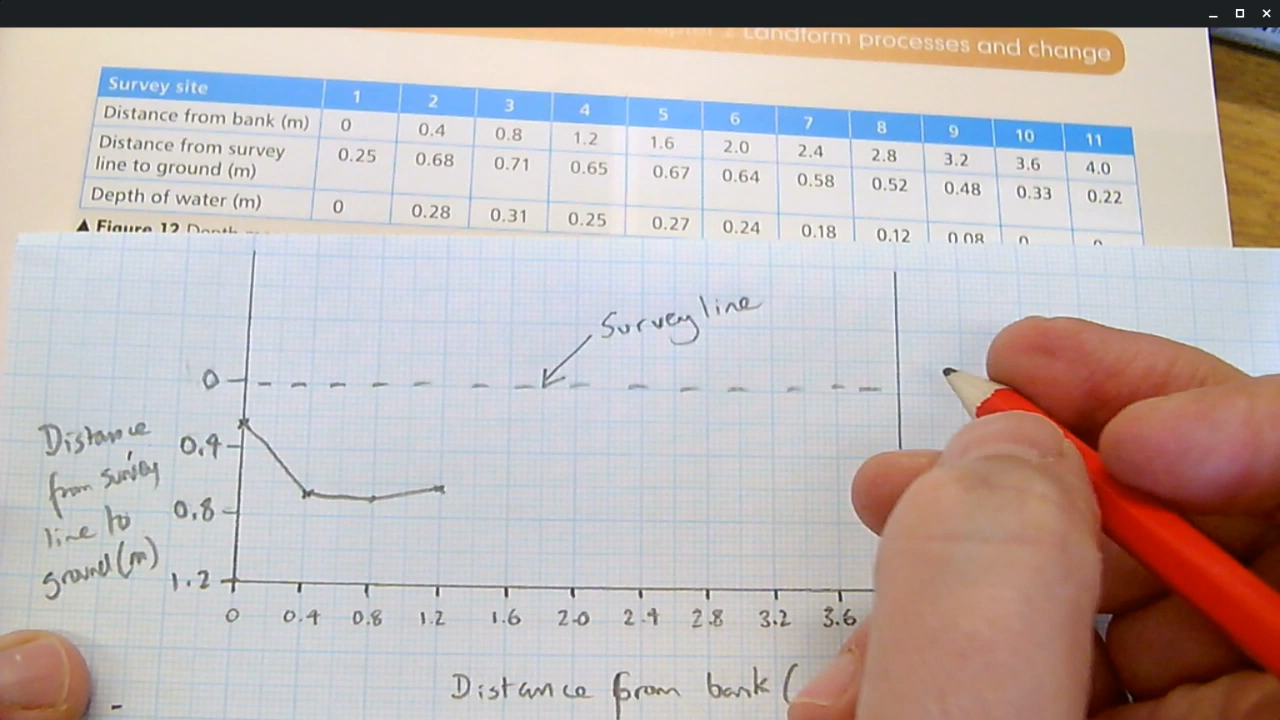 Landform processes and change
Survey site 1 2 3 4 5 6 7 8 9 10 11
Distance from bank (m) 0 0.4 0.8 1.2 1.6 2.0 2.4 2.8 3.2 3.6 4.0
Distance from survey
line to ground (m) 0.25 0.68 0.71 0.65 0.67 0.64 0.58 0.52 0.48 0.33 0.22
Depth of water (m) 0 0.28 0.31 0.25 0.27 0.24 0.18 0.12 0.08 0 0
▲ Figure 12 Depth
Survey line
0
Distance
from survey
line to
ground (m)
0.4
0.8
1.2
0 0.4 0.8 1.2 1.6 2.0 2.4 2.8 3.2 3.6
Distance from bank (